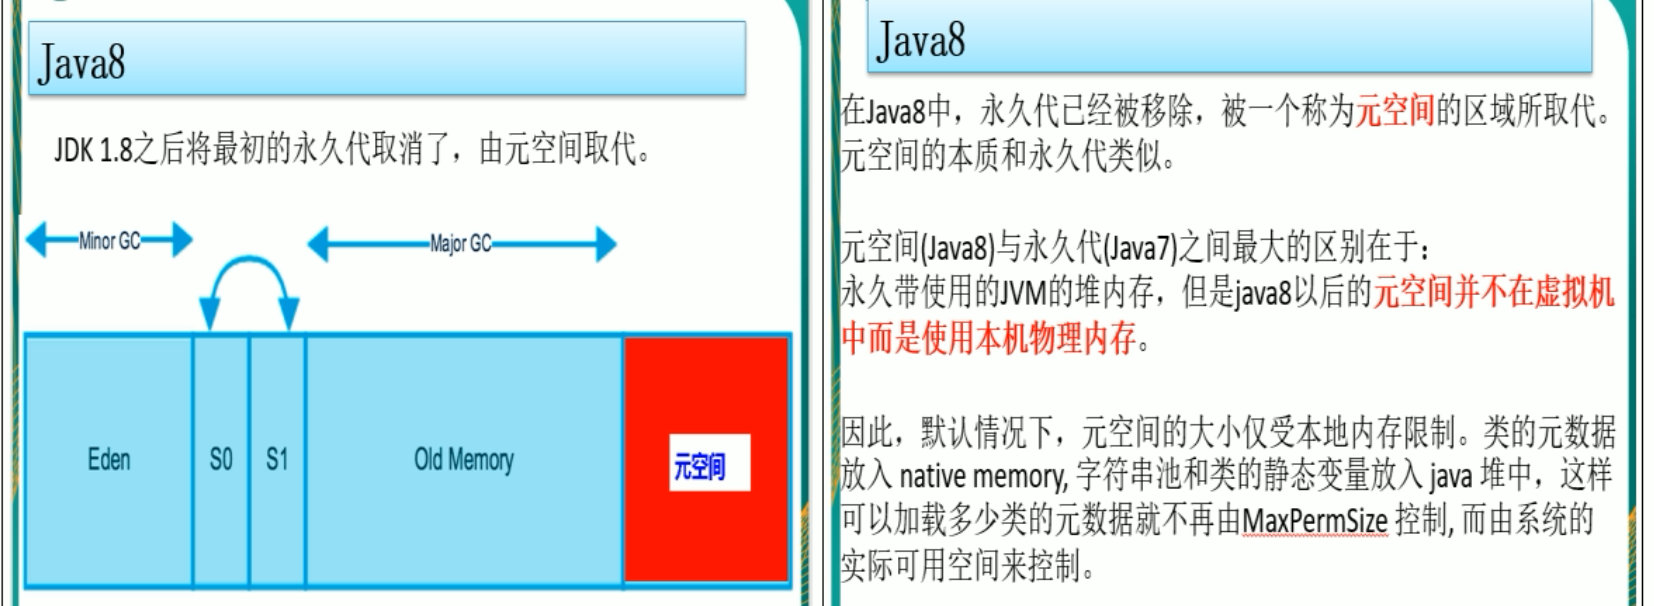 Java8
JDK 1.8之后将最初的永久代取消了，由元空间取代。
Minor GC
Major GC
Eden
S0
S1
Old Memory
元空间
Java8
在Java8中，永久代已经被移除，被一个称为元空间的区域所取代。
元空间的本质和永久代类似。
元空间(Java8)与永久代(Java7)之间最大的区别在于：
永久带使用的JVM的堆内存，但是java8以后的元空间并不在虚拟机
中而是使用本机物理内存。
因此，默认情况下，元空间的大小仅受本地内存限制。类的元数据
放入 native memory, 字符串池和类的静态变量放入 java 堆中，这样
可以加载多少类的元数据就不再由MaxPermSize 控制, 而由系统的
实际可用空间来控制。